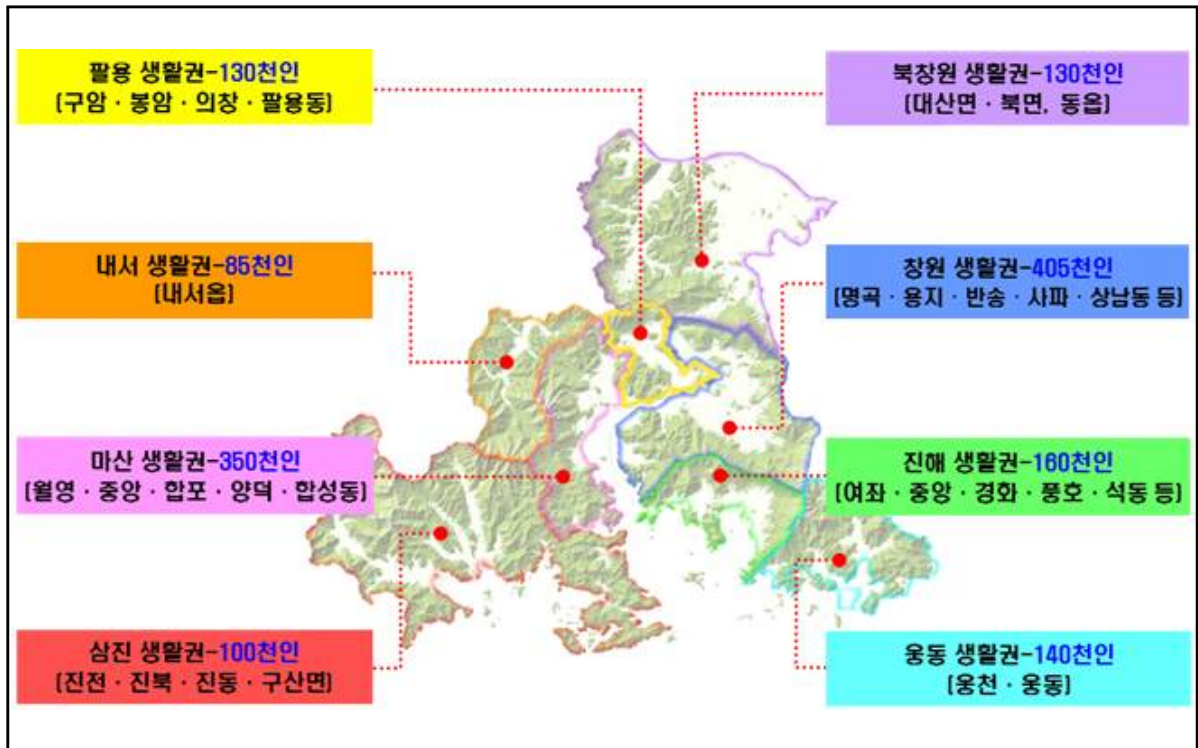 팔용 생활권-130천인
(구암 · 봉암 · 의창 · 팔용동)
북창원 생활권-130천인
(대산면 · 북면, 동읍)
내서 생활권-85천인
(내서읍)
창원 생활권-405천인
(명곡 · 용지 · 반송 · 사파 · 상남동 등)
마산 생활권-350천인
(월영 · 중앙 · 합포 · 양덕 · 합성동)
진해 생활권-160천인
(여좌 · 중앙 · 경화 · 풍호 · 석동 등)
삼진 생활권-100천인
(진전 · 진북 · 진동 · 구산면)
웅동 생활권-140천인
(웅천 · 웅동)